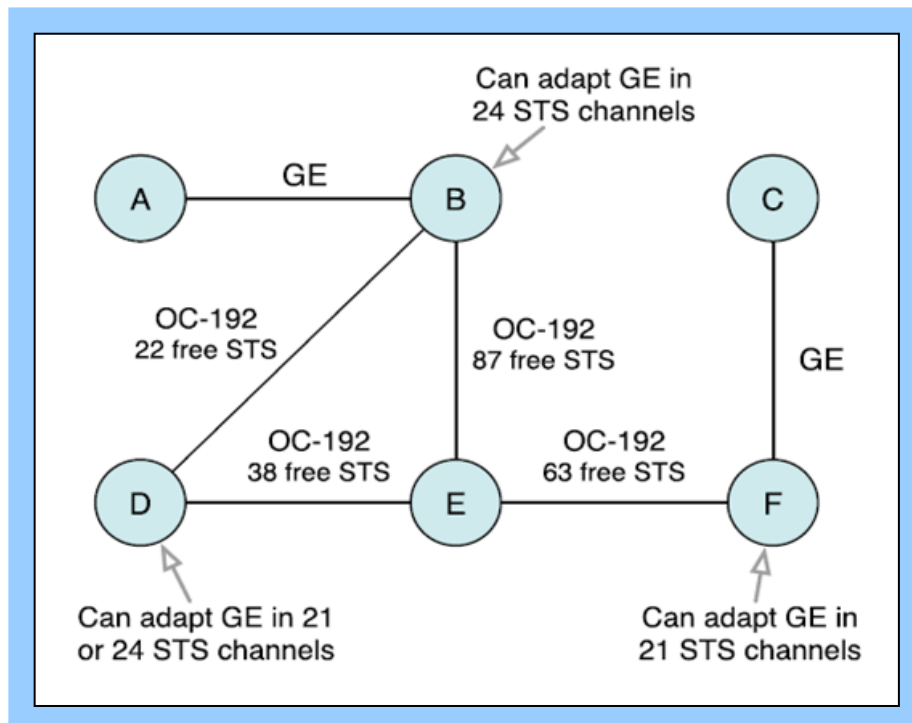 Can adapt GE in
24 STS channels
A
GE
B
C
OC-192
22 free STS
OC-192
87 free STS
GE
OC-192
38 free STS
OC-192
63 free STS
D
E
F
Can adapt GE in 21
or 24 STS channels
Can adapt GE in
21 STS channels